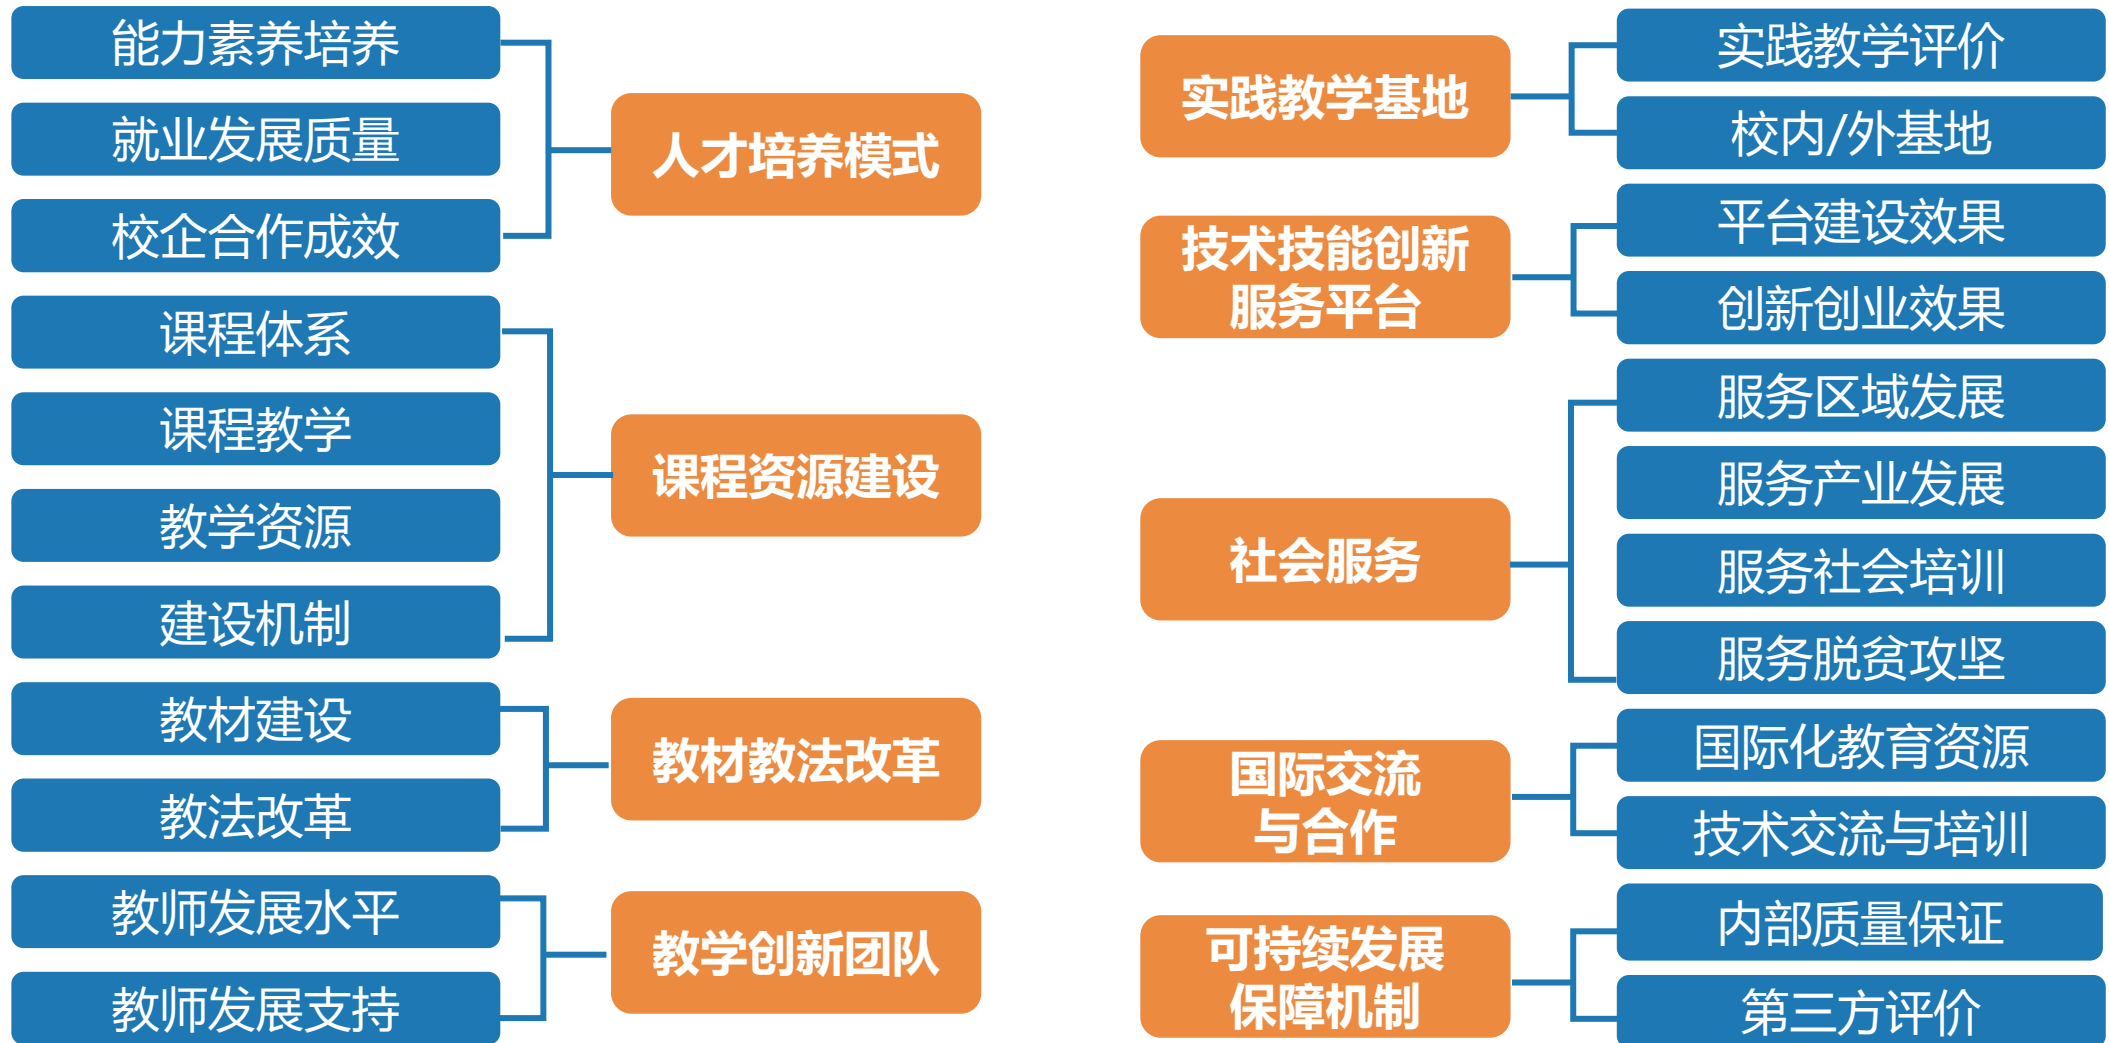 能力素养培养
就业发展质量
校企合作成效
人才培养模式
课程体系
课程教学
教学资源
建设机制
课程资源建设
教材建设
教法改革
教材教法改革
教师发展水平
教师发展支持
教学创新团队
实践教学基地
实践教学评价
校内/外基地
技术技能创新
服务平台
平台建设效果
创新创业效果
社会服务
服务区域发展
服务产业发展
服务社会培训
服务脱贫攻坚
国际交流
与合作
国际化教育资源
技术交流与培训
可持续发展
保障机制
内部质量保证
第三方评价